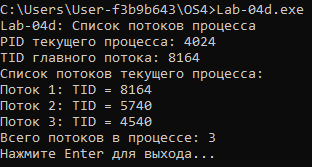 C:\Users\User-f3b9b643\OS4>Lab-04d.exe
Lab-04d: Список потоков процесса
PID текущего процесса: 4024
TID главного потока: 8164
Список потоков текущего процесса:
Поток 1: TID = 8164
Поток 2: TID = 5740
Поток 3: TID = 4540
Всего потоков в процессе: 3
Нажмите Enter для выхода...